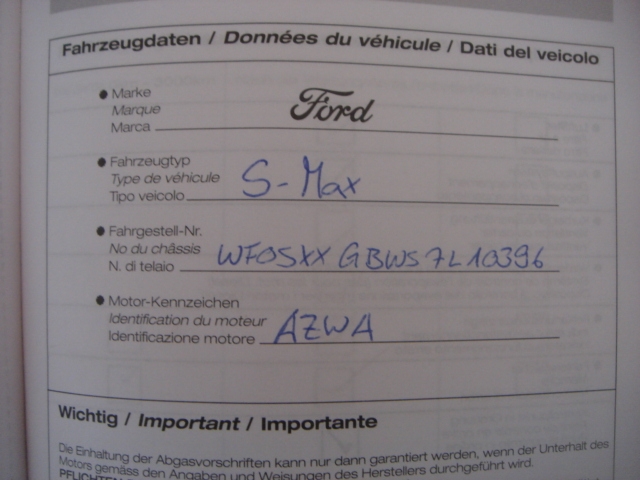 Fahrzeugdaten / Données du véhicule / Dati del veicolo
Marke
Marque
Marca
Ford
Fahrzeugtyp
Type de véhicule
Tipo veicolo
S-Max
Fahrgestell-Nr.
No du châssis
N. di telaio
WF0SXXGBWS7L10396
Motor-Kennzeichen
Identification du moteur
Identificazione motore
AZWA
Wichtig / Important / Importante
Die Einhaltung der Abgasvorschriften kann nur dann garantiert werden, wenn der Unterhalt des
Motors gemäss den Angaben und Weisungen des Herstellers durchgeführt wird.